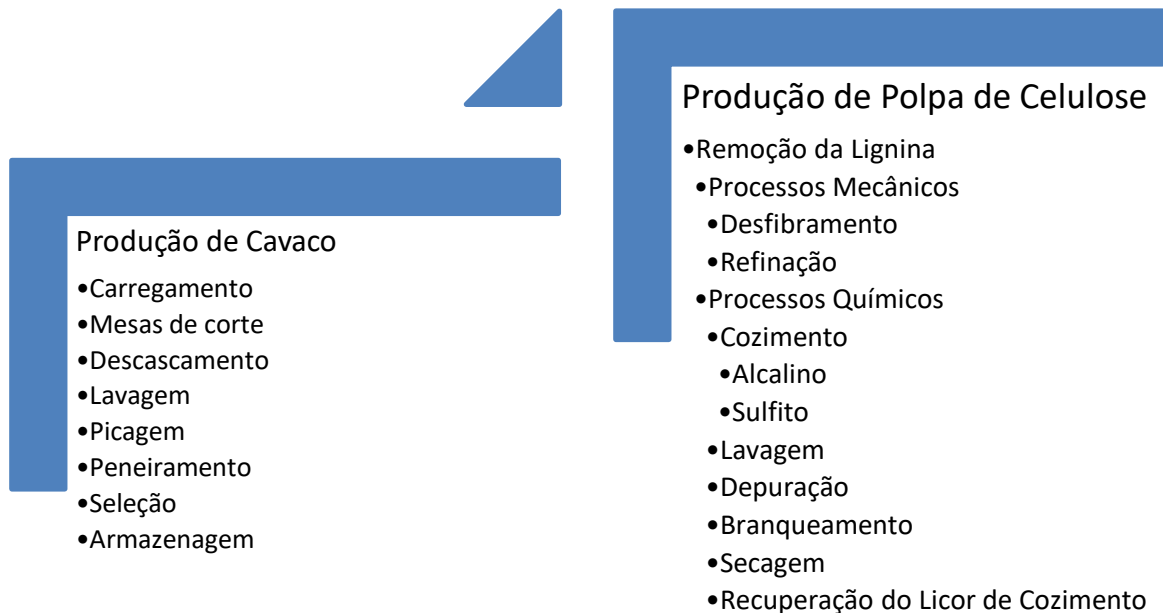 Produção de Cavaco
•Carregamento
•Mesas de corte
•Descascamento
•Lavagem
•Picagem
•Peneiramento
•Seleção
•Armazenagem
Produção de Polpa de Celulose
•Remoção da Lignina
•Processos Mecânicos
•Desfibramento
•Refinação
•Processos Químicos
•Cozimento
•Alcalino
•Sulfito
•Lavagem
•Depuração
•Branqueamento
•Secagem
•Recuperação do Licor de Cozimento